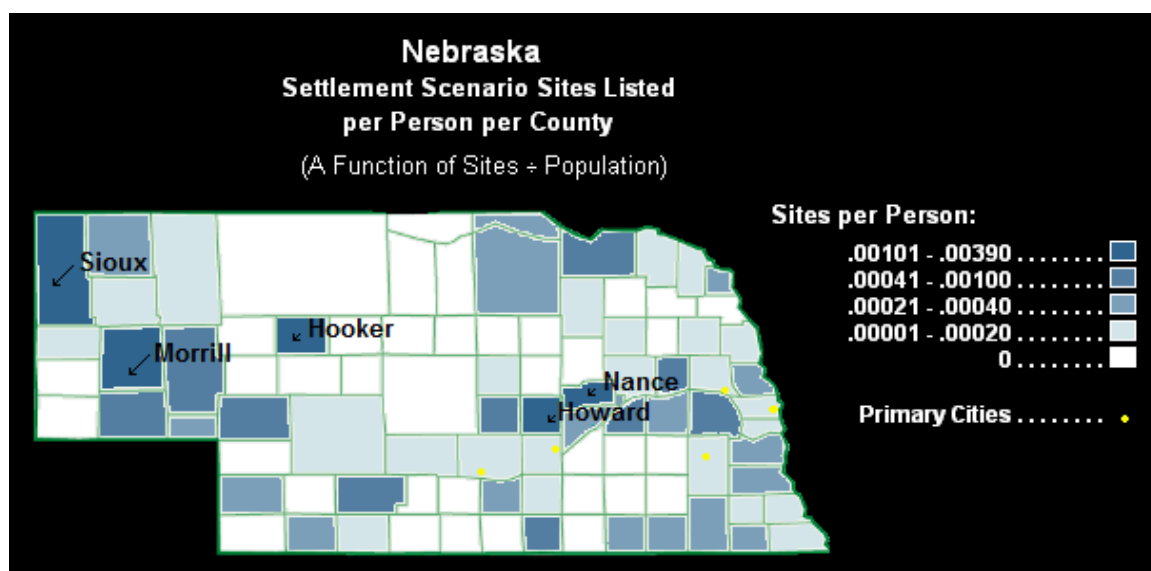 Nebraska
Settlement Scenario Sites Listed
per Person per County
(A Function of Sites ÷ Population)
Sites per Person:
.00101 - .00390 ........
.00041 - .00100 ........
.00021 - .00040 ........
.00001 - .00020 ........
0 ........
Primary Cities ........
Sioux
Hooker
Morrill
Nance
Howard